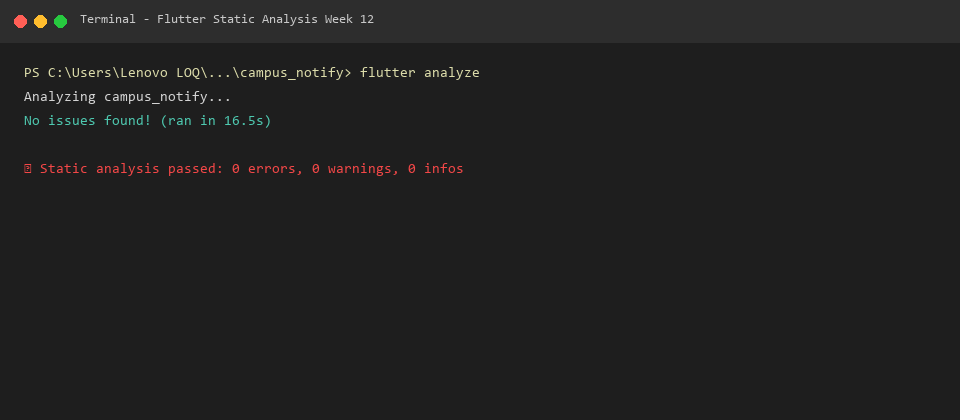 Terminal - Flutter Static Analysis Week 12
PS C:\Users\Lenovo LOQ\...\campus_notify> flutter analyze
Analyzing campus_notify...
No issues found! (ran in 16.5s)
Static analysis passed: 0 errors, 0 warnings, 0 infos